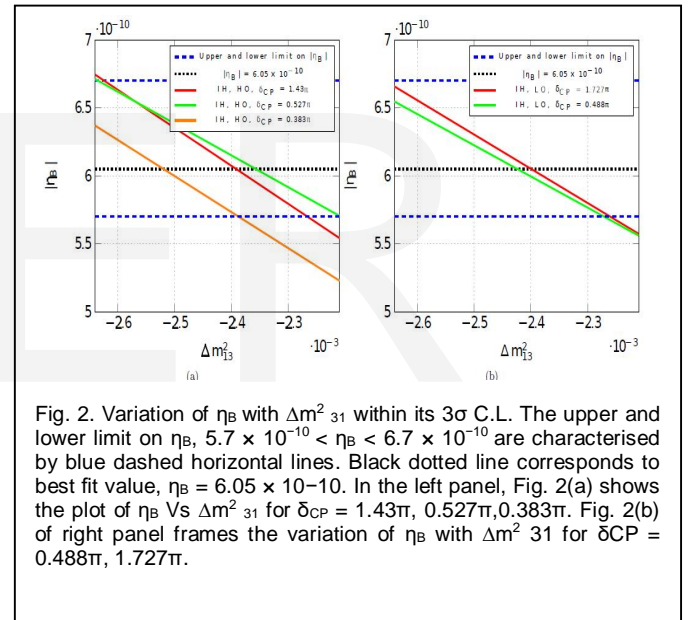 ·10⁻¹⁰
·10⁻¹⁰
7
6.5
6
5.5
5
|ηB|
Upper and lower limit on |ηB|
|ηB| = 6.05 x 10⁻¹⁰
IH, HO, δCP = 1.43π
IH, HO, δCP = 0.527π
IH, HO, δCP = 0.383π
−2.6 −2.5 −2.4 −2.3
Δm²13 ·10⁻³
(a)
7
6.5
6
5.5
5
|ηB|
Upper and lower limit on |ηB|
|ηB| = 6.05 x 10⁻¹⁰
IH, LO, δCP = 1.727π
IH, LO, δCP = 0.488π
−2.6 −2.5 −2.4 −2.3
Δm²13 ·10⁻³
(b)
ER
Fig. 2. Variation of ηB with Δm² 31 within its 3σ C.L. The upper and
lower limit on ηB, 5.7 × 10⁻¹⁰ < ηB < 6.7 × 10⁻¹⁰ are characterised
by blue dashed horizontal lines. Black dotted line corresponds to
best fit value, ηB = 6.05 × 10−10. In the left panel, Fig. 2(a) shows
the plot of ηB Vs Δm² 31 for δCP = 1.43π, 0.527π,0.383π. Fig. 2(b)
of right panel frames the variation of ηB with Δm² 31 for δCP =
0.488π, 1.727π.